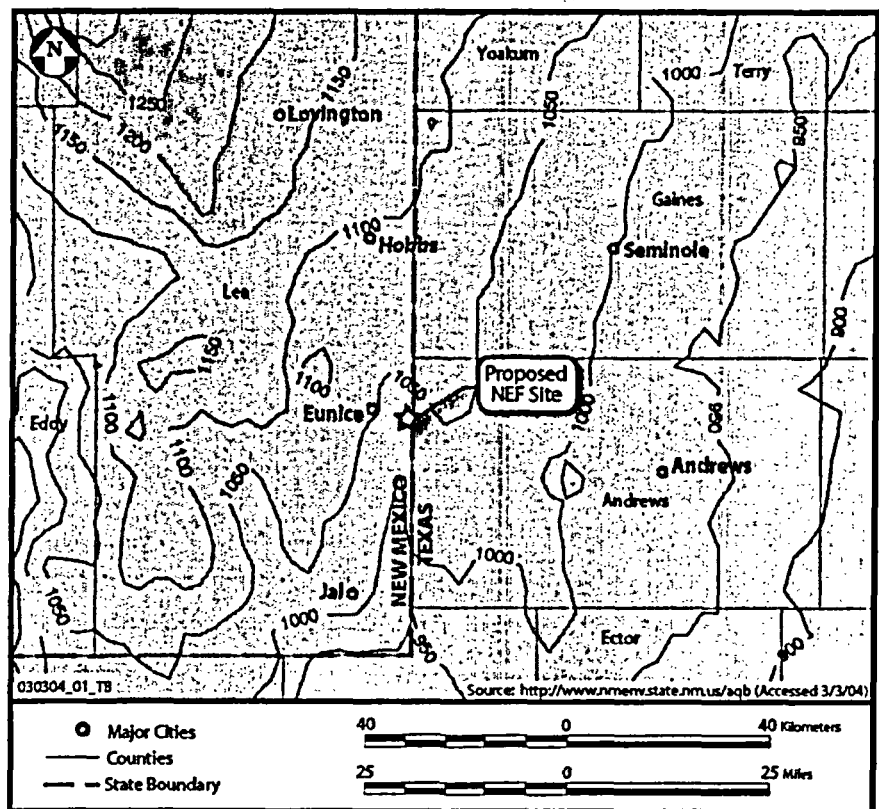 N
Yoakum
1000
Terry
1250
1200
1150
1150
Lovington
1050
950
1100
Hobbs
Gaines
Seminole
Lea
1150
1100
1050
Proposed
NEF Site
900
Eunice
1000
Eddy
1100
1100
1050
950
Andrews
Andrews
NEW MEXICO
TEXAS
1000
Jal
1050
1000
950
Ector
900
030304_01_TB
Source: http://www.nmenv.state.nm.us/aqb (Accessed 3/3/04)
Major Cities
Counties
State Boundary
40 0 40 Kilometers
25 0 25 Miles